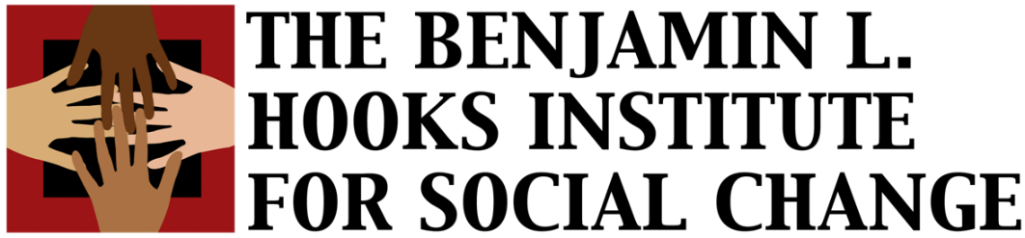 THE BENJAMIN L.
HOOKS INSTITUTE
FOR SOCIAL CHANGE